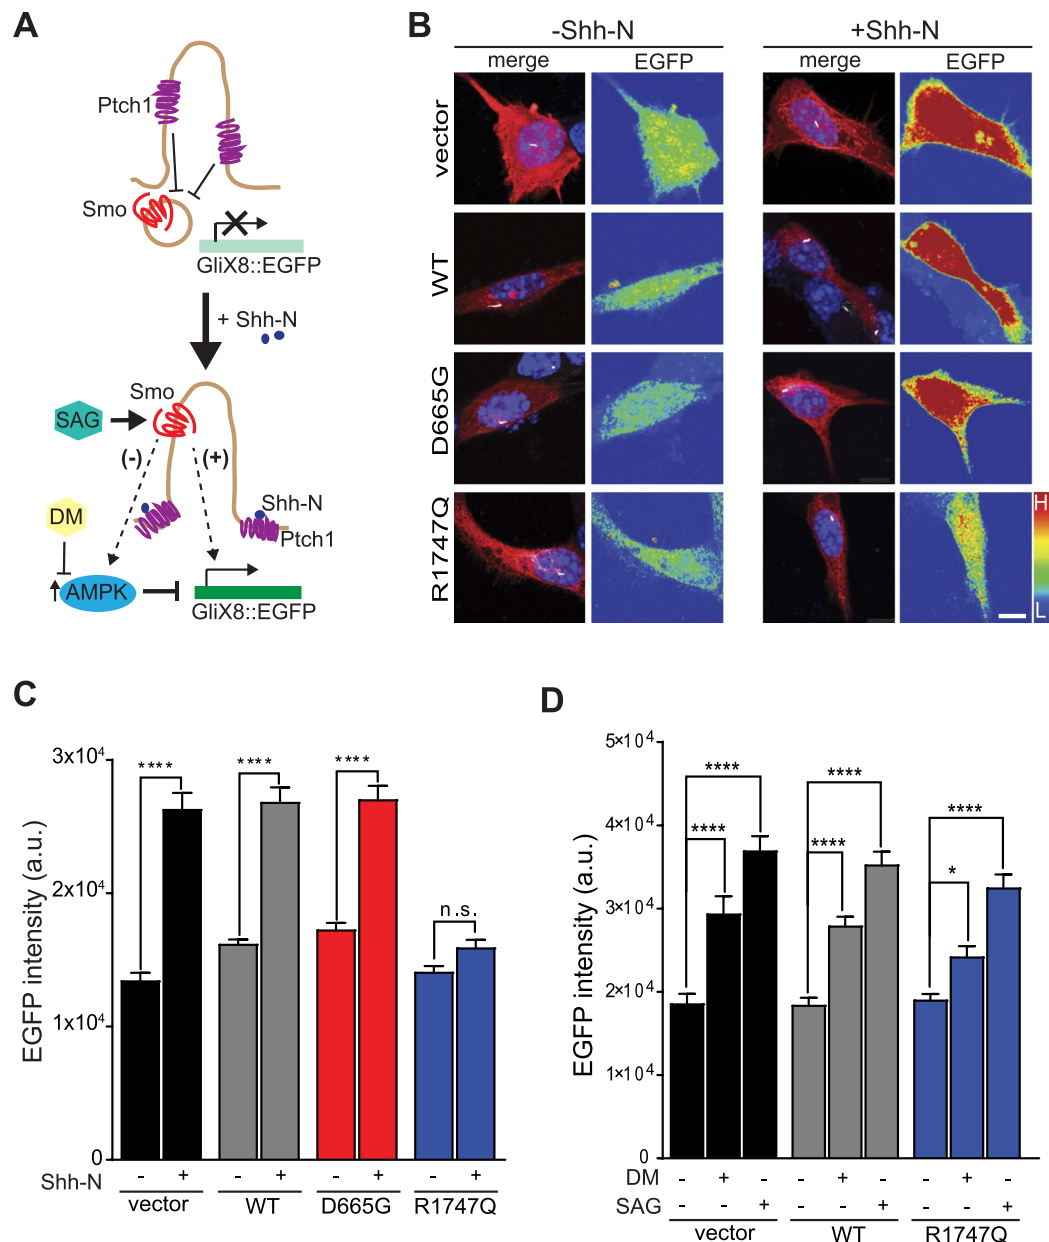 A
Ptch1
Smo
GliX8::EGFP
+ Shh-N
Smo
SAG
(-)
(+)
Shh-N
DM
Ptch1
AMPK
GliX8::EGFP
B
-Shh-N
+Shh-N
merge
EGFP
merge
EGFP
vector
WT
D665G
R1747Q
H
L
C
EGFP intensity (a.u.)
3x10⁴
2x10⁴
1x10⁴
0
****
****
****
n.s.
Shh-N - + - + - + - +
vector WT D665G R1747Q
D
EGFP intensity (a.u.)
5×10⁴
4×10⁴
3×10⁴
2×10⁴
1×10⁴
0
****
****
****
****
****
*
DM - + - - + - - + -
SAG - - + - - + - - +
vector WT R1747Q